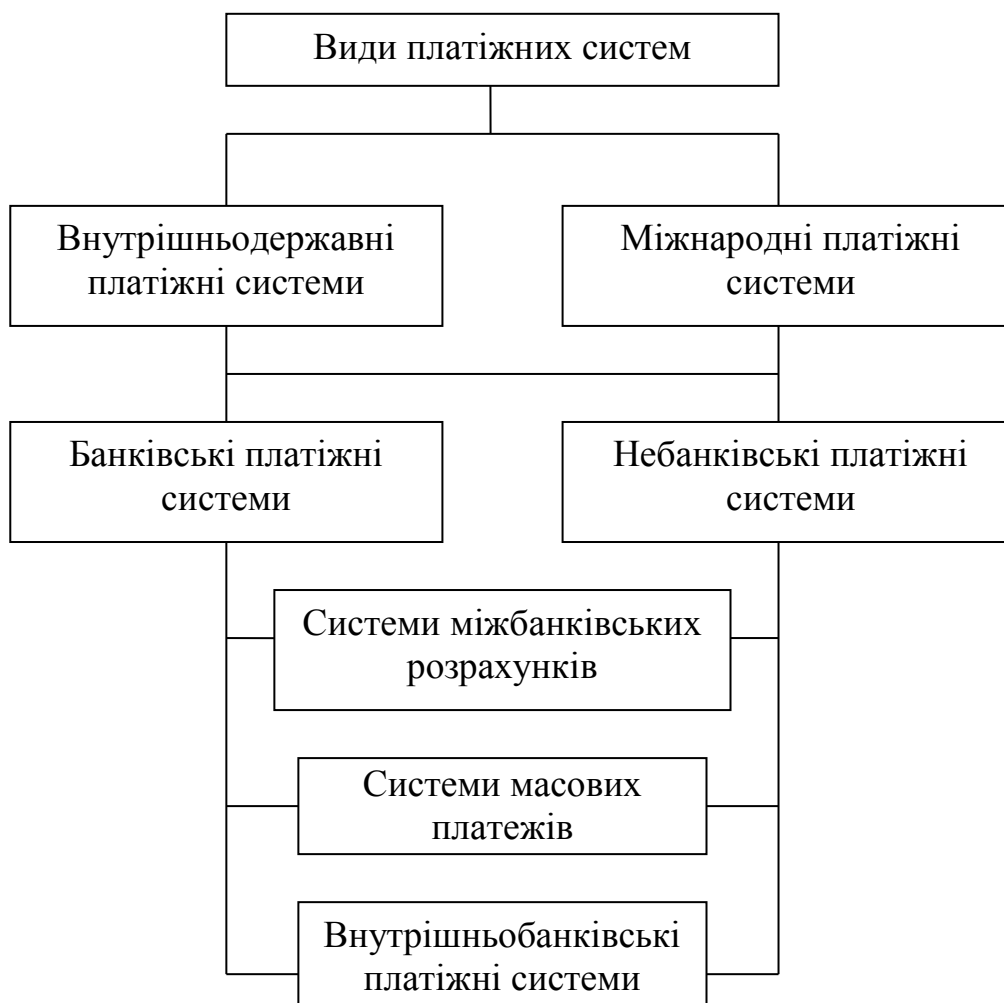 Види платіжних систем
Внутрішньодержавні
платіжні системи
Міжнародні платіжні
системи
Банківські платіжні
системи
Небанківські платіжні
системи
Системи міжбанківських
розрахунків
Системи масових
платежів
Внутрішньобанківські
платіжні системи